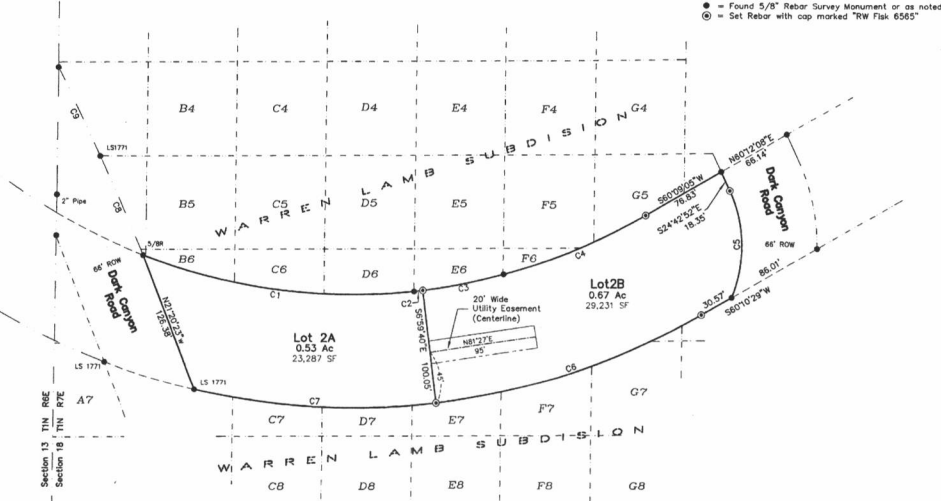 ● = Found 5/8" Rebar Survey Monument or as noted
= Set Rebar with cap marked "RW Fisk 6565"
B4 C4 D4 E4 F4 G4
C9
LS1771
WARREN LAMB SUBDIVISION
N60°12'08"E
66.14'
S60°09'05"W
76.83'
S24°42'52"E
18.35'
Dark Canyon
Road
66' ROW
2" Pipe
C8
B5 C5 D5 E5 F5 G5
5/8R
B6 C6 D6 E6 F6
C4
C5
66' ROW
Dark Canyon
Road
N21°20'23"W
126.38'
C1
C2
C3
Lot2B
0.67 Ac
29,231 SF
86.01'
S60°10'29"W
30.57'
20' Wide
Utility Easement
(Centerline)
S6°59'40"E 100.05'
N81°27'E
95'
45'
Lot 2A
0.53 Ac
23,287 SF
C6
LS 1771
LS 1771
A7
C7
C7 D7 E7 F7 G7
Section 13 T1N R6E
Section 18 T1N R7E
WARREN LAMB SUBDISION
C8 D8 E8 F8 G8